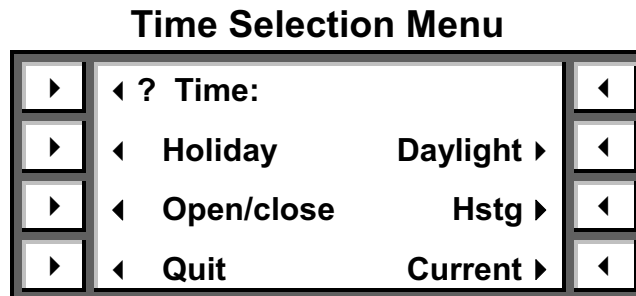 Time Selection Menu
? Time:
Holiday Daylight
Open/close Hstg
Quit Current